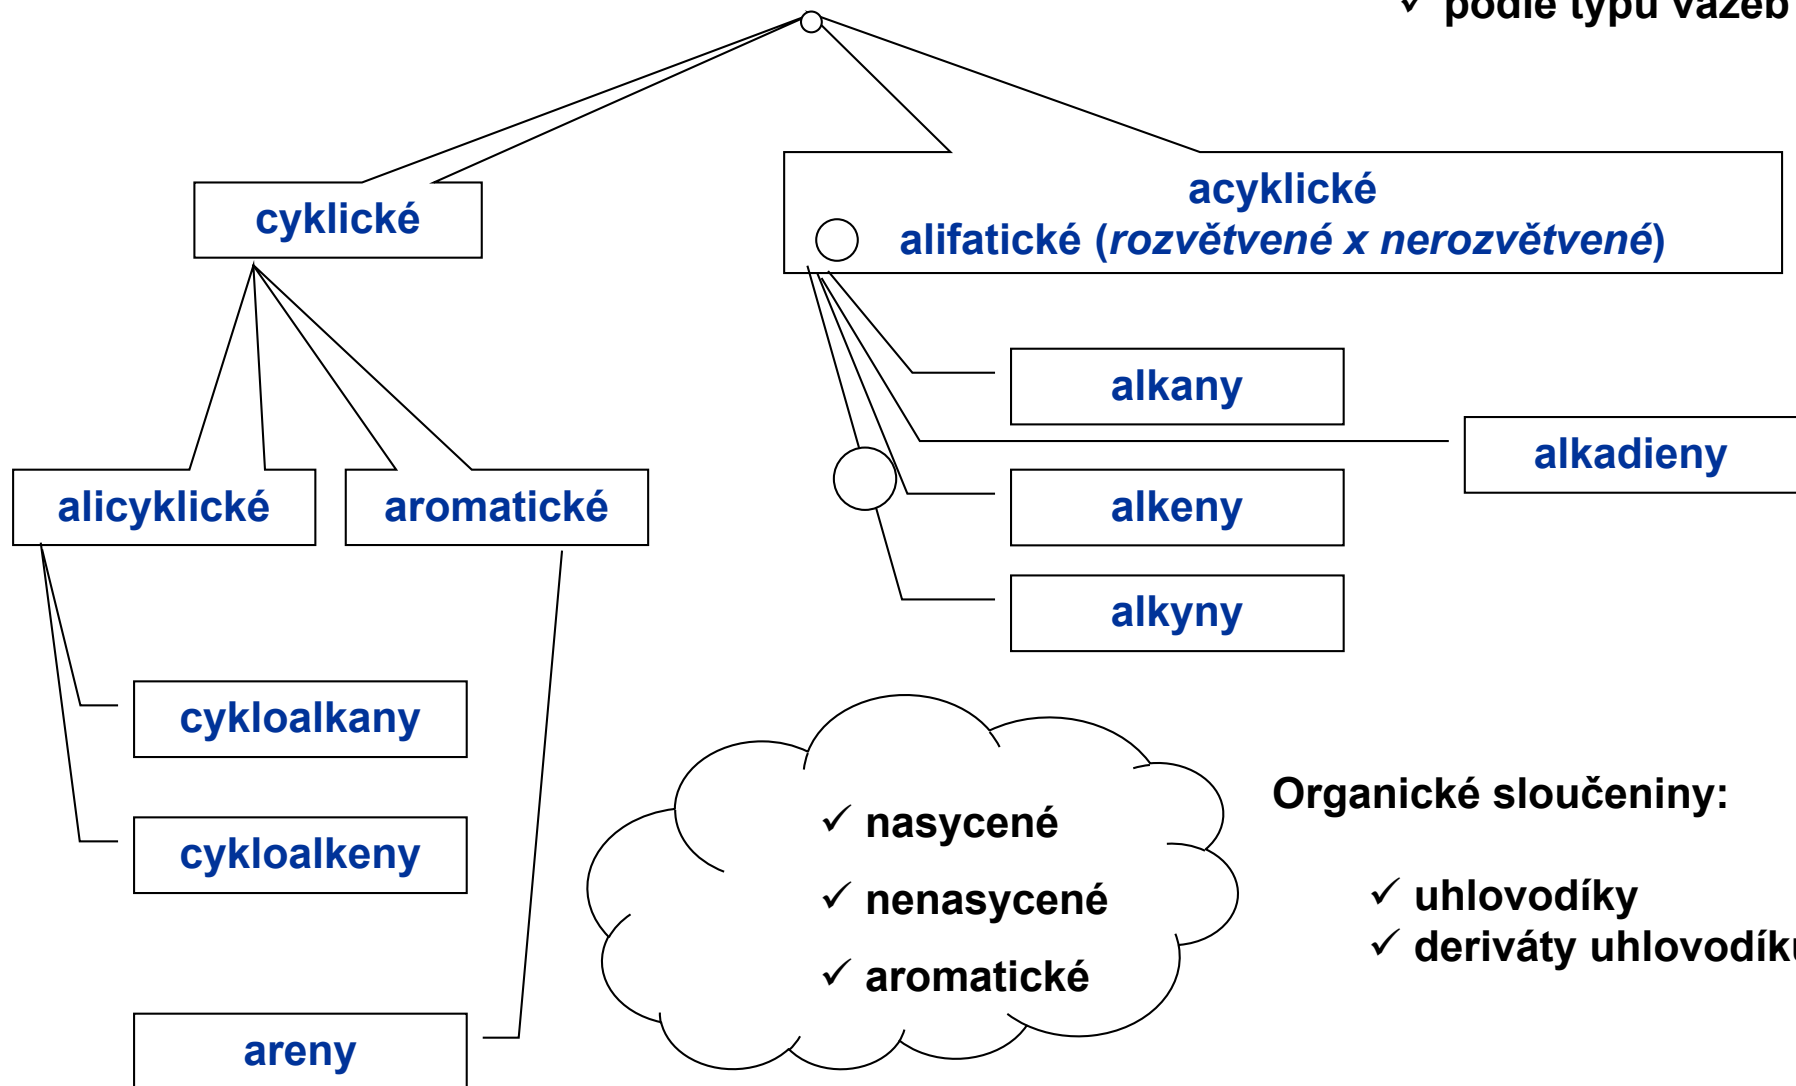 podle typu vazeb
cyklické
acyklické
alifatické (rozvětvené x nerozvětvené)
alkany
alkadieny
alicyklické
aromatické
alkeny
alkyny
cykloalkany
cykloalkeny
areny
✓ nasycené
✓ nenasycené
✓ aromatické
Organické sloučeniny:
✓ uhlovodíky
✓ deriváty